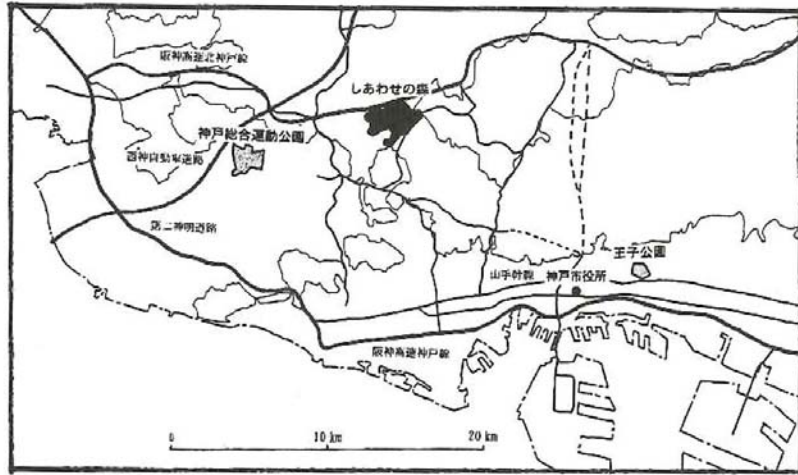 阪神高速北神戸線
しあわせの森
神戸総合運動公園
西神自動車道路
第二神明道路
王子公園
山手幹線
神戸市役所
阪神高速神戸線
0
10 km
20 km